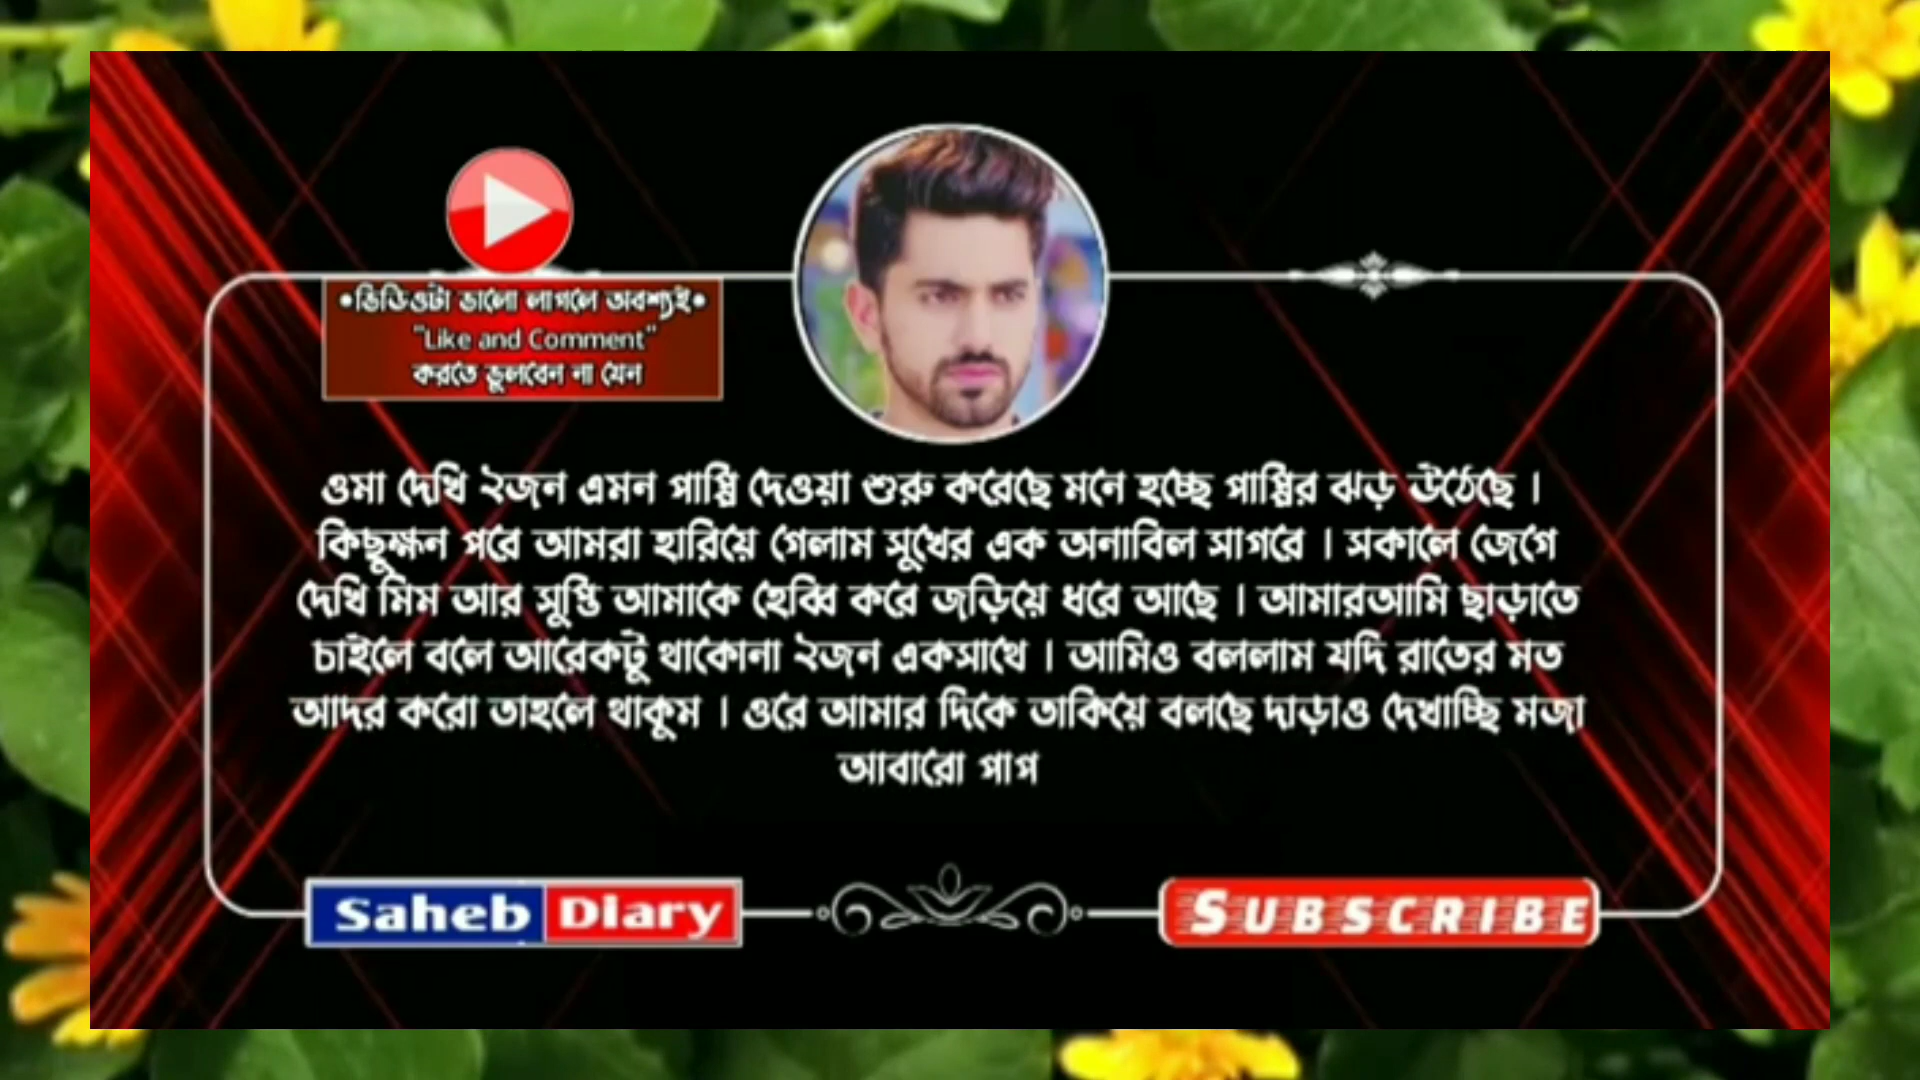 •ভিডিওটা ভালো লাগলে অবশ্যই•
"Like and Comment"
করতে ভুলবেন না যেন
ওমা দেখি ২জন এমন পাপ্পি দেওয়া শুরু করেছে মনে হচ্ছে পাপ্পির ঝড় উঠেছে ।
কিছুক্ষন পরে আমরা হারিয়ে গেলাম সুখের এক অনাবিল সাগরে । সকালে জেগে
দেখি মিম আর সুপ্তি আমাকে হেব্বি করে জড়িয়ে ধরে আছে । আমারআমি ছাড়াতে
চাইলে বলে আরেকটু থাকোনা ২জন একসাথে । আমিও বললাম যদি রাতের মত
আদর করো তাহলে থাকুম । ওরে আমার দিকে তাকিয়ে বলছে দাড়াও দেখাচ্ছি মজা
আবারো পাপ
Saheb Diary
SUBSCRIBE